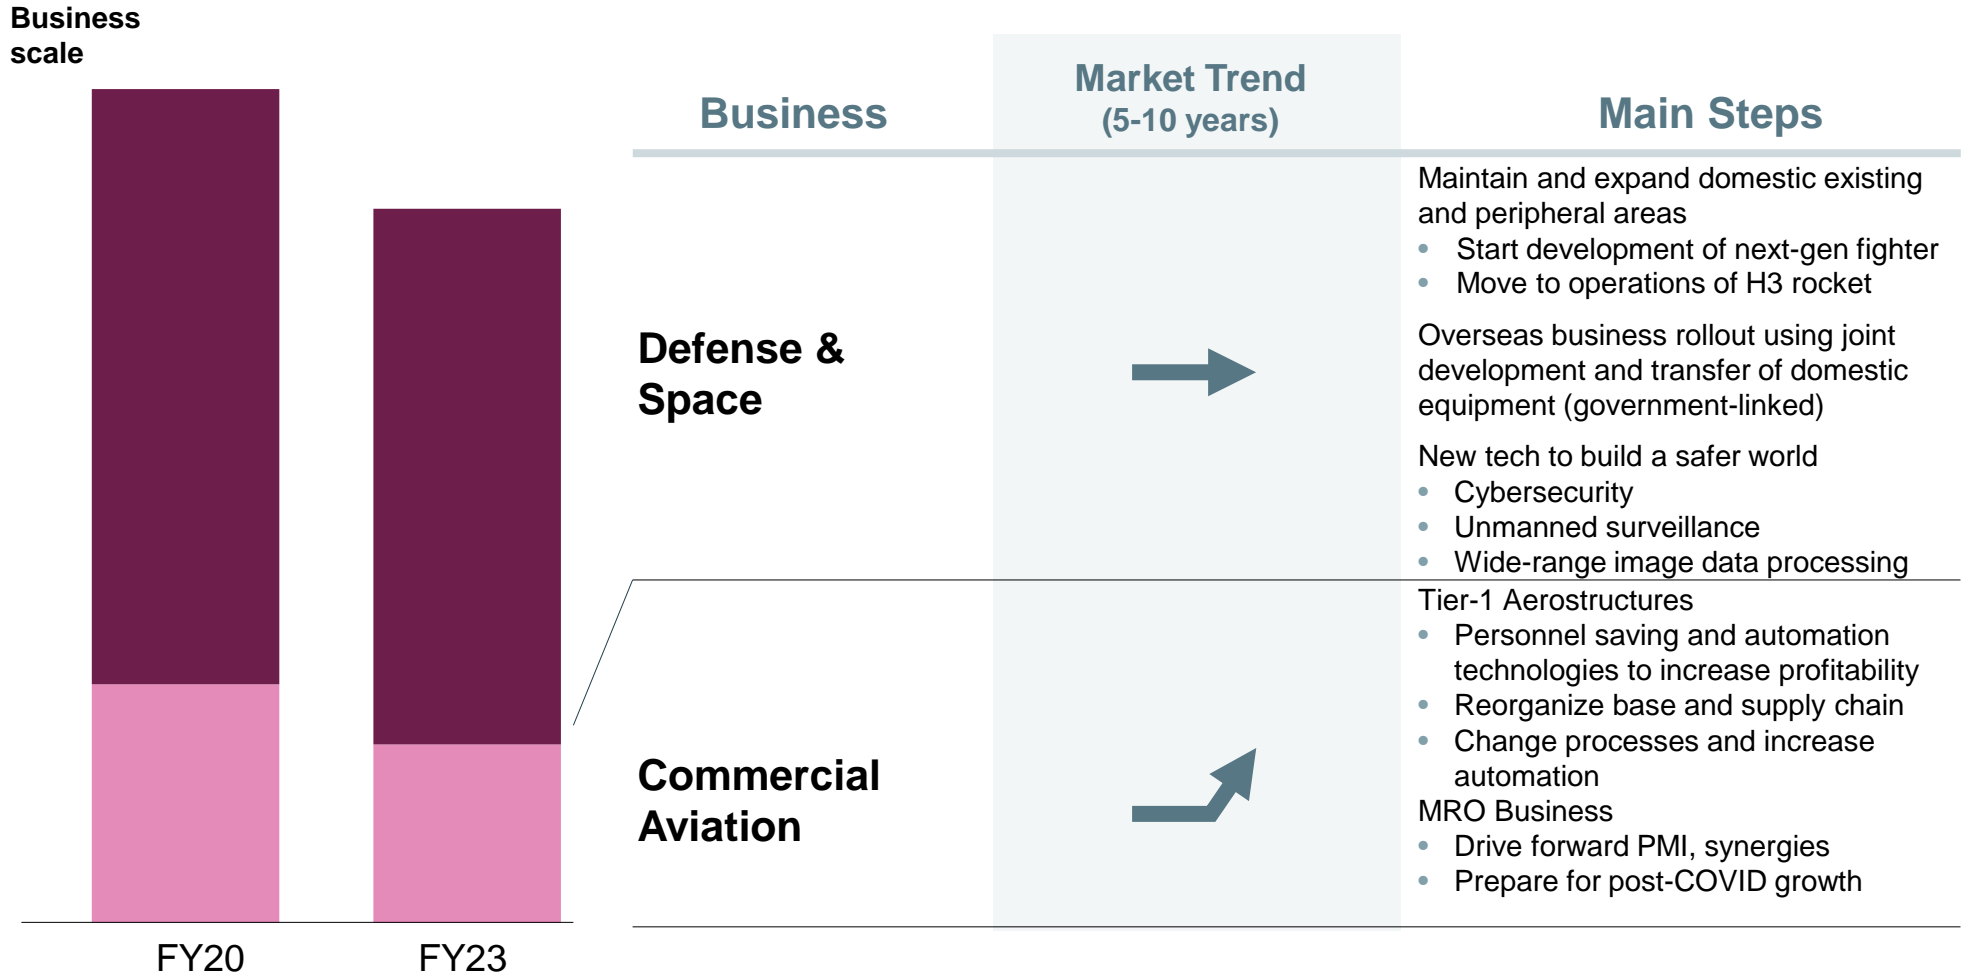 Business
scale
FY20
FY23
Business
Market Trend
(5-10 years)
Main Steps
Defense &
Space
Maintain and expand domestic existing
and peripheral areas
• Start development of next-gen fighter
• Move to operations of H3 rocket
Overseas business rollout using joint
development and transfer of domestic
equipment (government-linked)
New tech to build a safer world
• Cybersecurity
• Unmanned surveillance
• Wide-range image data processing
Commercial
Aviation
Tier-1 Aerostructures
• Personnel saving and automation
technologies to increase profitability
• Reorganize base and supply chain
• Change processes and increase
automation
MRO Business
• Drive forward PMI, synergies
• Prepare for post-COVID growth